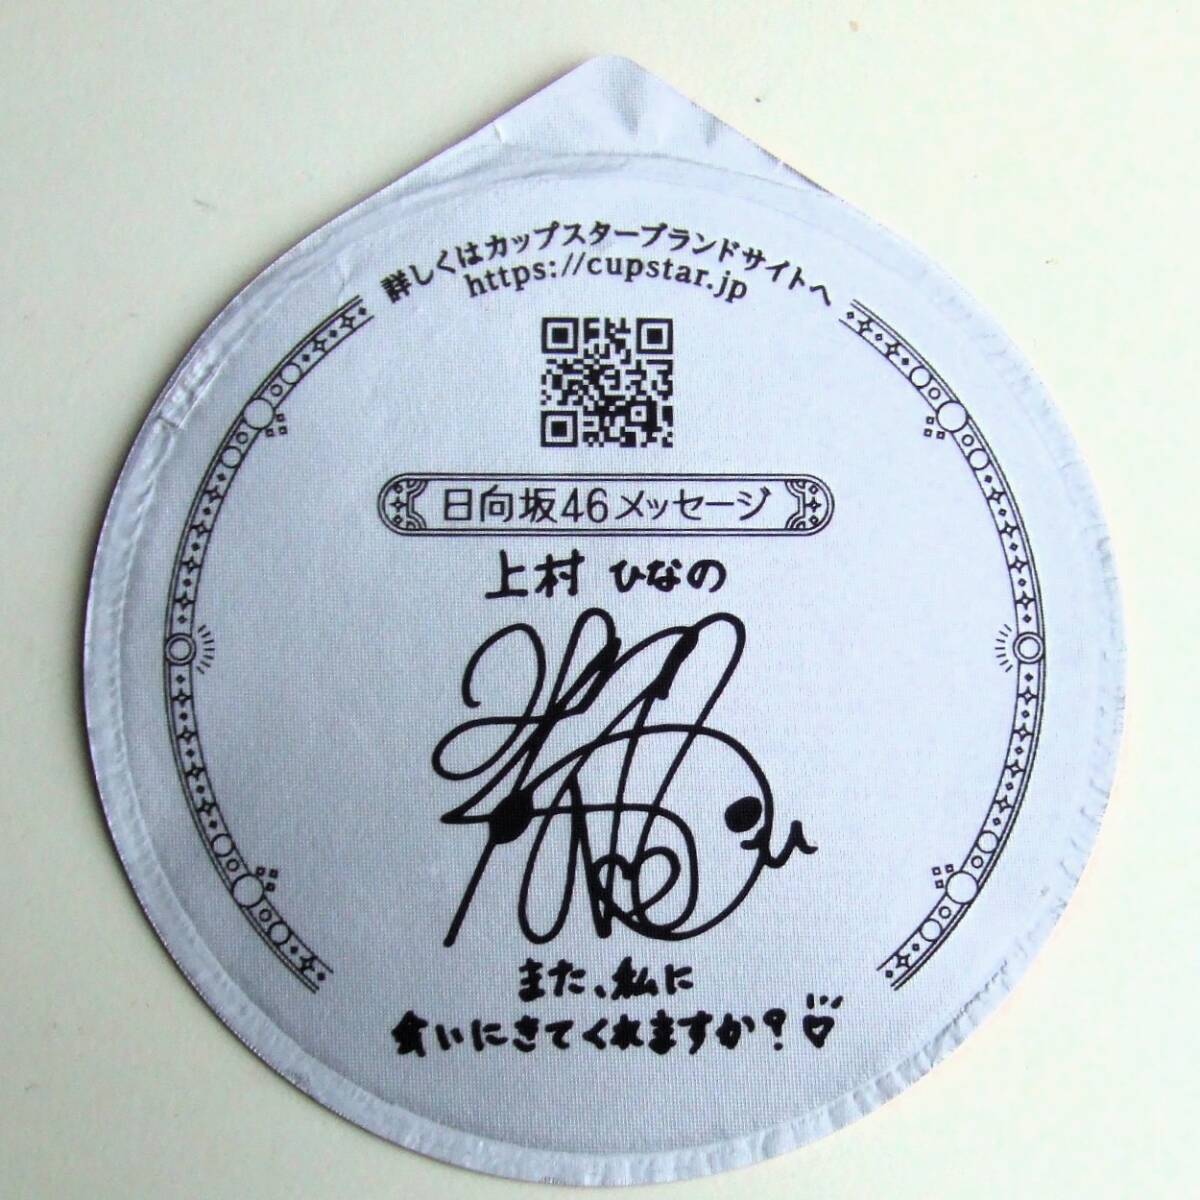 詳しくはカップスターブランドサイトへ
https://cupstar.jp
日向坂46メッセージ
上村 ひなの
また、私に
会いにきてくれますか?♡